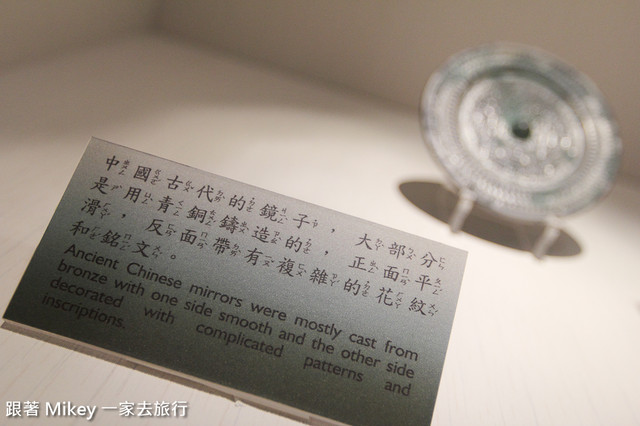 中國古代的鏡子，大部分
是用青銅鑄造的，正面平
滑，反面帶有複雜的花紋
和銘文。
Ancient Chinese mirrors were mostly cast from
bronze with one side smooth and the other side
decorated with complicated patterns and
inscriptions.
跟著 Mikey 一家去旅行